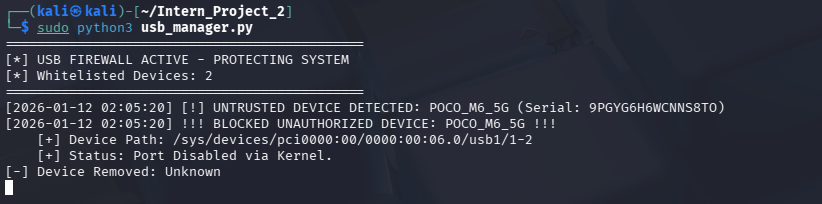 ┌──(kali㉿kali)-[~/Intern_Project_2]
└─$ sudo python3 usb_manager.py
==================================================
[*] USB FIREWALL ACTIVE - PROTECTING SYSTEM
[*] Whitelisted Devices: 2
==================================================
[2026-01-12 02:05:20] [!] UNTRUSTED DEVICE DETECTED: POCO_M6_5G (Serial: 9PGYG6H6WCNNS8TO)
[2026-01-12 02:05:20] !!! BLOCKED UNAUTHORIZED DEVICE: POCO_M6_5G !!!
    [+] Device Path: /sys/devices/pci0000:00/0000:00:06.0/usb1/1-2
    [+] Status: Port Disabled via Kernel.
[-] Device Removed: Unknown